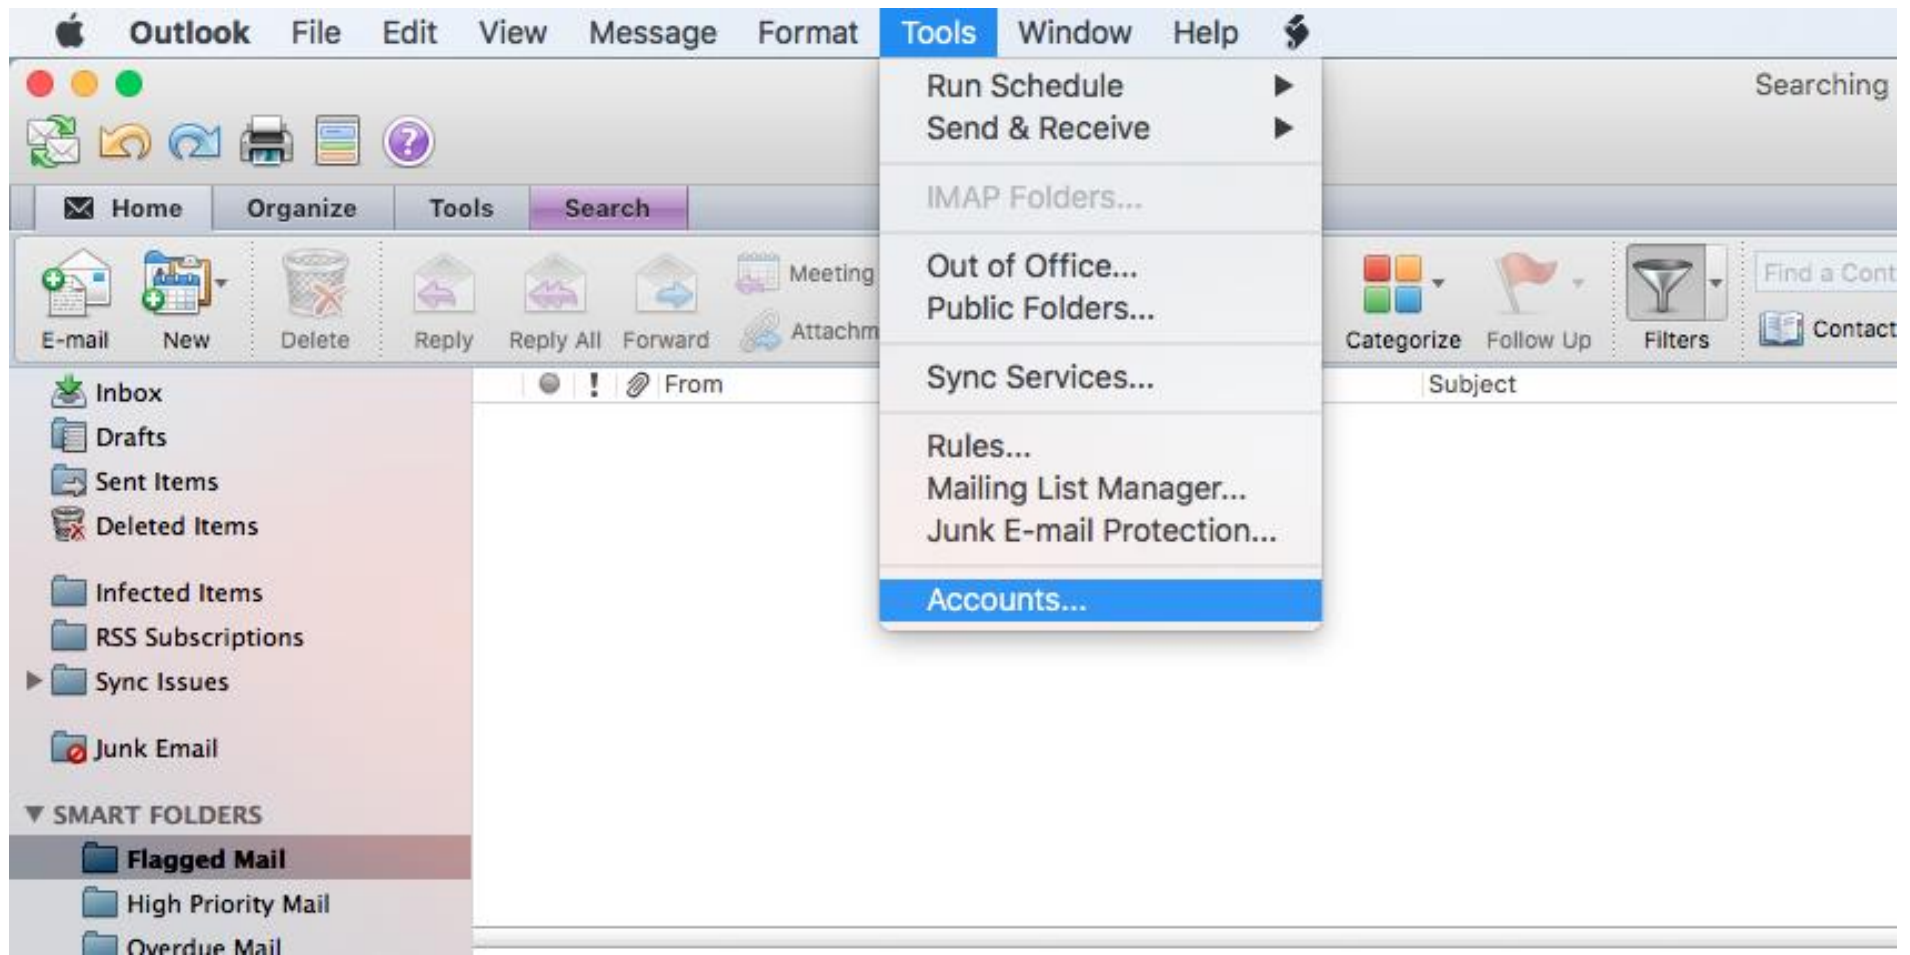 Outlook File Edit View Message Format Tools Window Help
Searching
Home Organize Tools Search
E-mail New Delete Reply Reply All Forward
Meeting
Attachm
Categorize Follow Up Filters
Find a Cont
Contact
Inbox
Drafts
Sent Items
Deleted Items
Infected Items
RSS Subscriptions
Sync Issues
Junk Email
SMART FOLDERS
Flagged Mail
High Priority Mail
Overdue Mail
! From Subject
Run Schedule
Send & Receive
IMAP Folders...
Out of Office...
Public Folders...
Sync Services...
Rules...
Mailing List Manager...
Junk E-mail Protection...
Accounts...